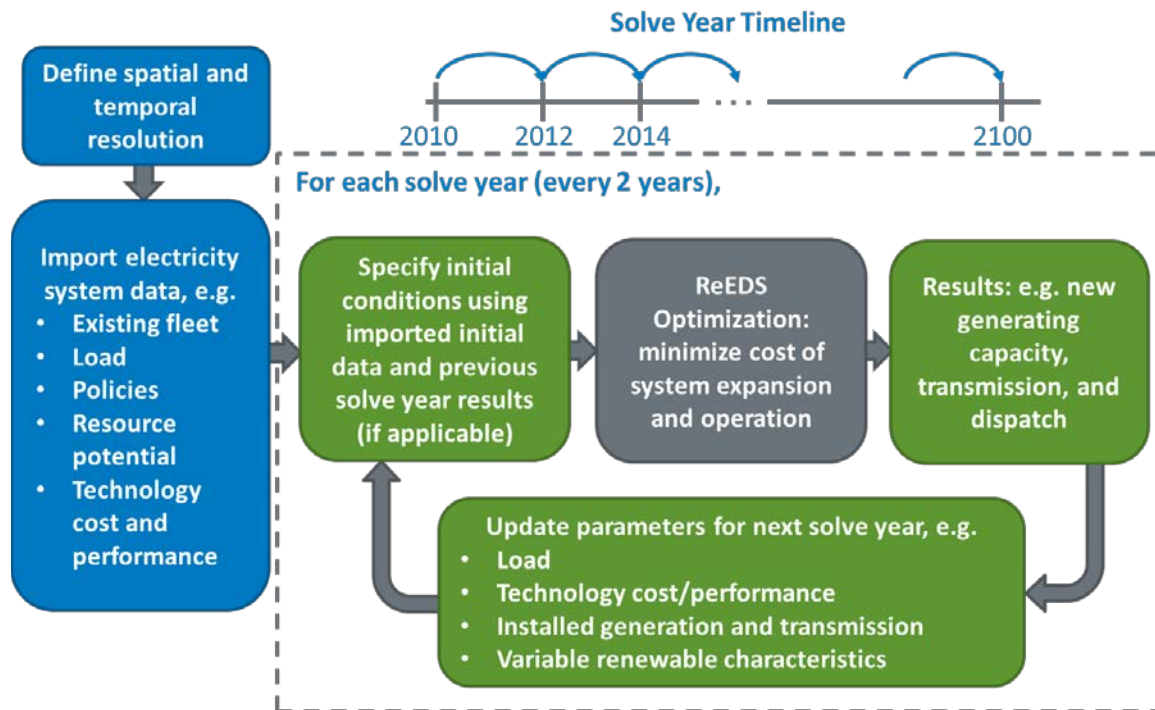 Solve Year Timeline
Define spatial and
temporal
resolution
2010
2012
2014
...
2100
For each solve year (every 2 years),
Import electricity
system data, e.g.
• Existing fleet
• Load
• Policies
• Resource
potential
• Technology
cost and
performance
Specify initial
conditions using
imported initial
data and previous
solve year results
(if applicable)
ReEDS
Optimization:
minimize cost of
system expansion
and operation
Results: e.g. new
generating
capacity,
transmission, and
dispatch
Update parameters for next solve year, e.g.
• Load
• Technology cost/performance
• Installed generation and transmission
• Variable renewable characteristics